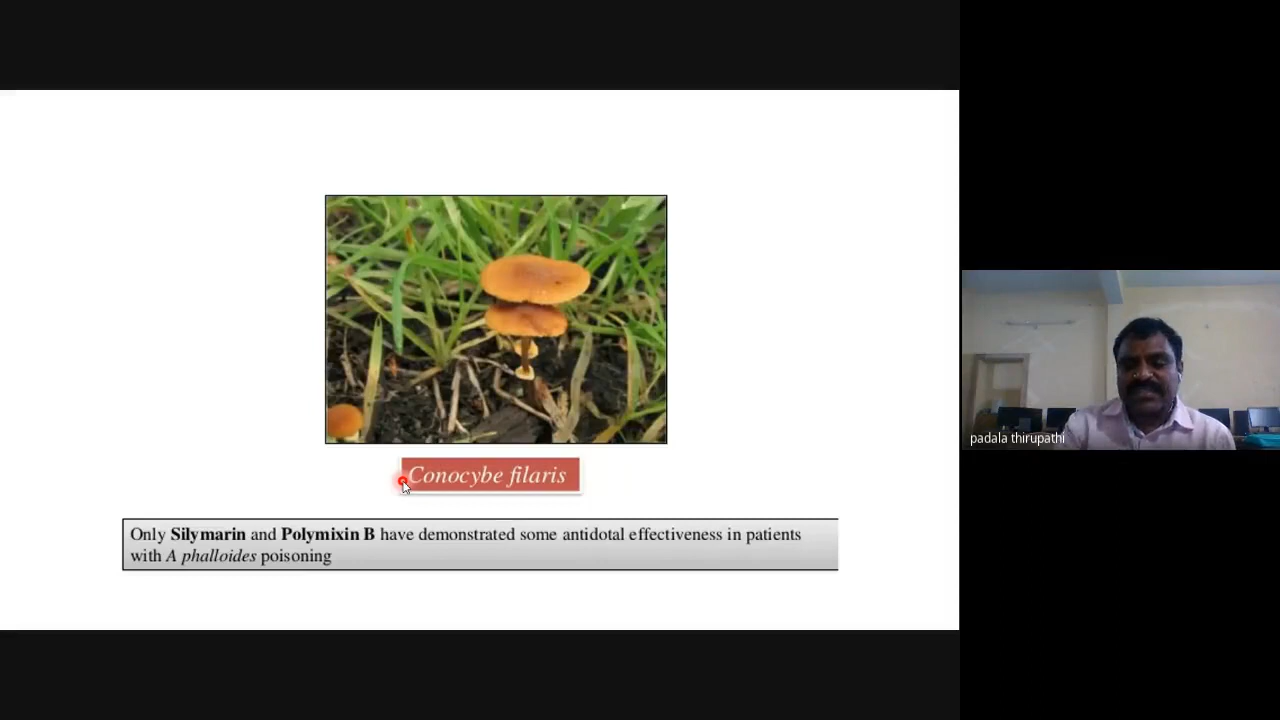 Conocybe filaris
Only Silymarin and Polymixin B have demonstrated some antidotal effectiveness in patients
with A phalloides poisoning
padala thirupathi